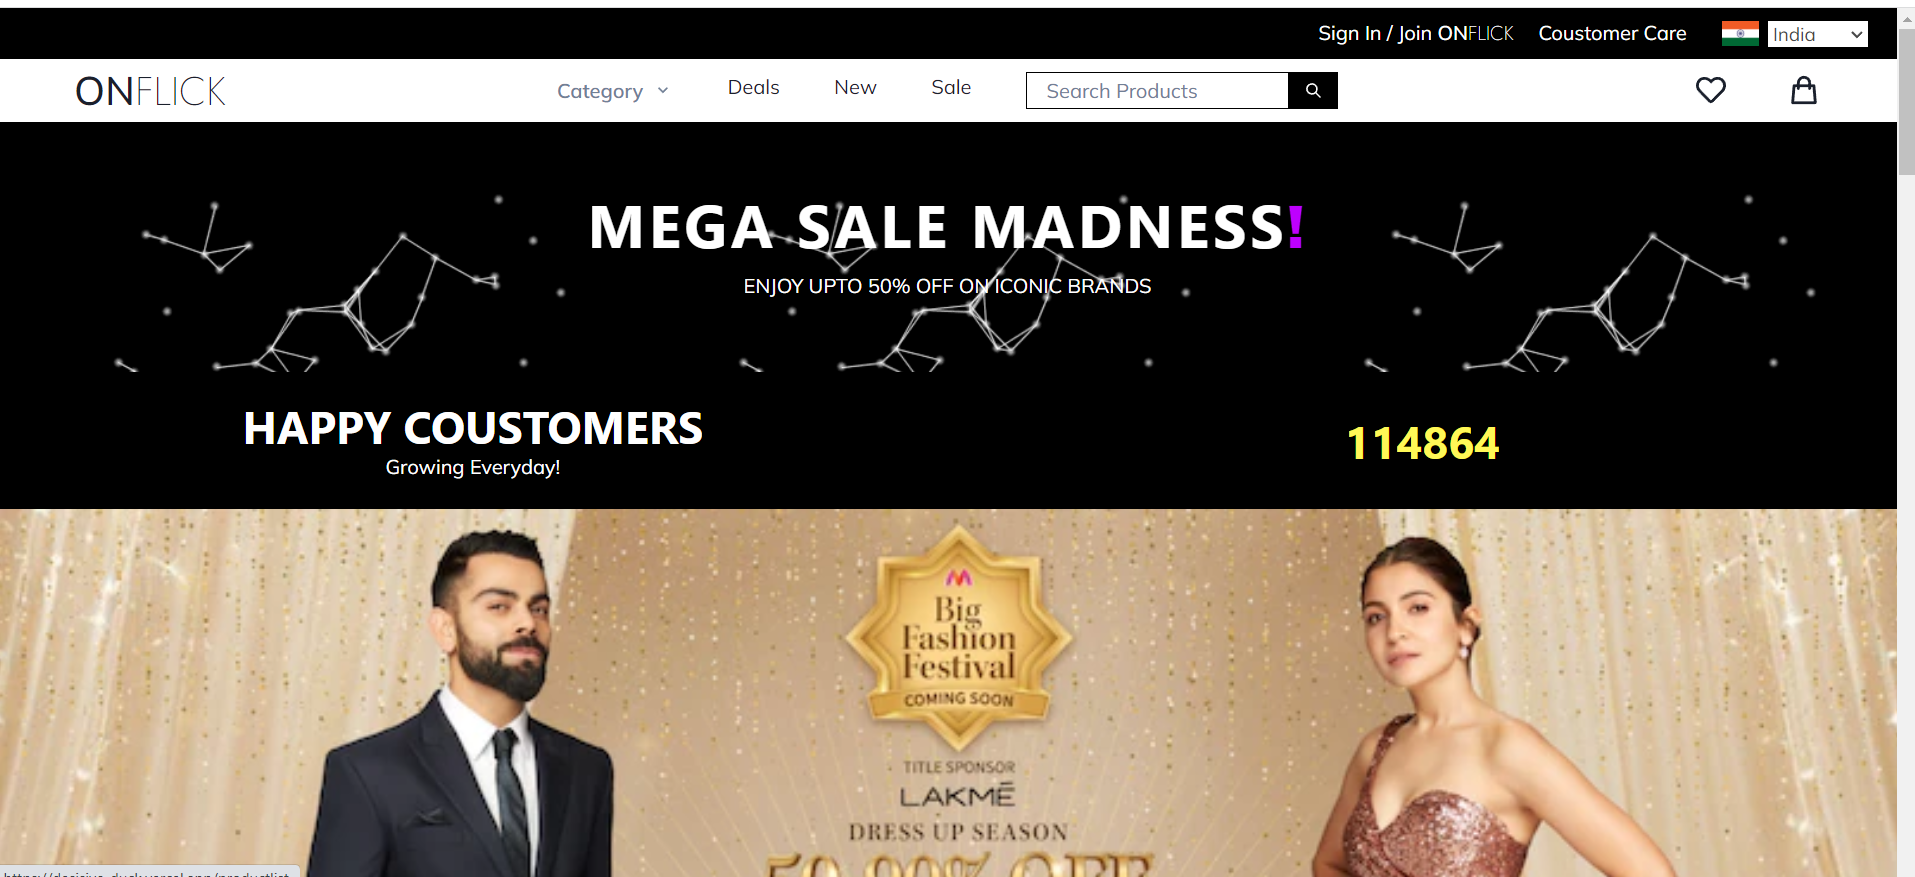 Sign In / Join ONFLICK Coustomer Care India
ONFLICK Category Deals New Sale Search Products
MEGA SALE MADNESS!
ENJOY UPTO 50% OFF ON ICONIC BRANDS
HAPPY COUSTOMERS
Growing Everyday!
114864
Big
Fashion
Festival
COMING SOON
TITLE SPONSOR
LAKMĒ
DRESS UP SEASON